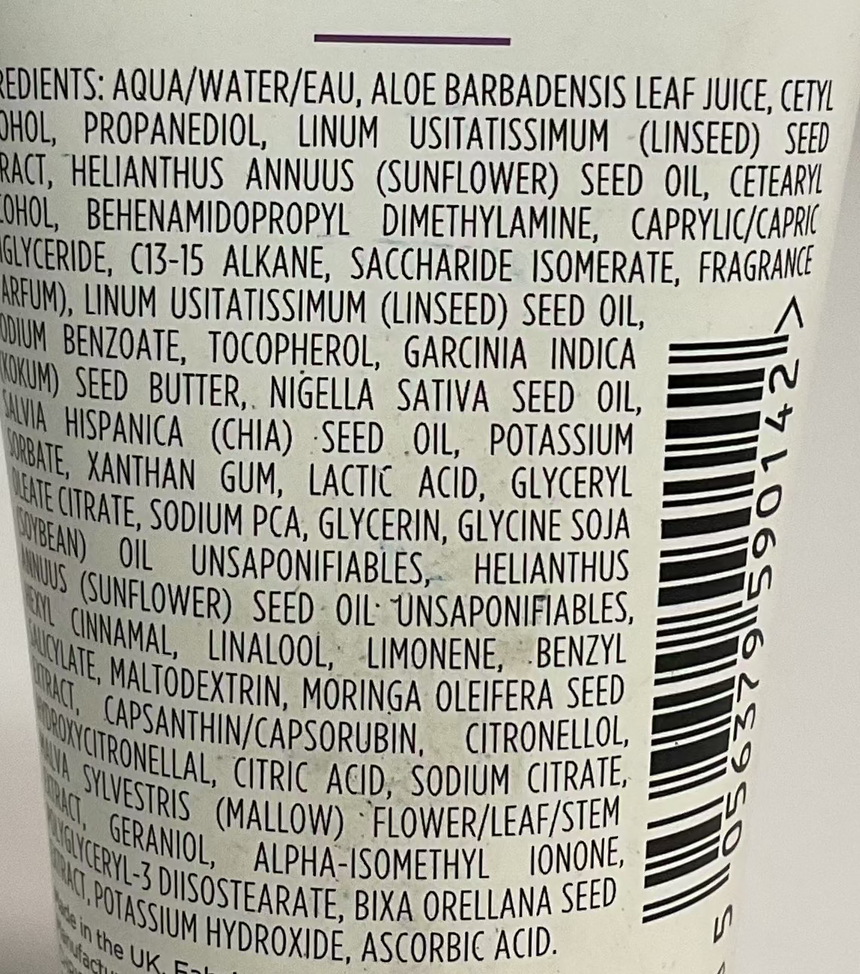 REDIENTS: AQUA/WATER/EAU, ALOE BARBADENSIS LEAF JUICE, CETYL
OHOL, PROPANEDIOL, LINUM USITATISSIMUM (LINSEED) SEED
RACT, HELIANTHUS ANNUUS (SUNFLOWER) SEED OIL, CETEARYL
COHOL, BEHENAMIDOPROPYL DIMETHYLAMINE, CAPRYLIC/CAPRIC
IGLYCERIDE, C13-15 ALKANE, SACCHARIDE ISOMERATE, FRAGRANCE
ARFUM), LINUM USITATISSIMUM (LINSEED) SEED OIL,
ODIUM BENZOATE, TOCOPHEROL, GARCINIA INDICA
KOKUM) SEED BUTTER, NIGELLA SATIVA SEED OIL,
SALVIA HISPANICA (CHIA) SEED OIL, POTASSIUM
SORBATE, XANTHAN GUM, LACTIC ACID, GLYCERYL
OLEATE CITRATE, SODIUM PCA, GLYCERIN, GLYCINE SOJA
(SOYBEAN) OIL UNSAPONIFIABLES, HELIANTHUS
ANNUUS (SUNFLOWER) SEED OIL UNSAPONIFIABLES,
HEXYL CINNAMAL, LINALOOL, LIMONENE, BENZYL
SALICYLATE, MALTODEXTRIN, MORINGA OLEIFERA SEED
EXTRACT, CAPSANTHIN/CAPSORUBIN, CITRONELLOL,
HYDROXYCITRONELLAL, CITRIC ACID, SODIUM CITRATE,
MALVA SYLVESTRIS (MALLOW) FLOWER/LEAF/STEM
EXTRACT, GERANIOL, ALPHA-ISOMETHYL IONONE,
POLYGLYCERYL-3 DIISOSTEARATE, BIXA ORELLANA SEED
EXTRACT, POTASSIUM HYDROXIDE, ASCORBIC ACID.
Made in the UK.
5 056379 590142 >